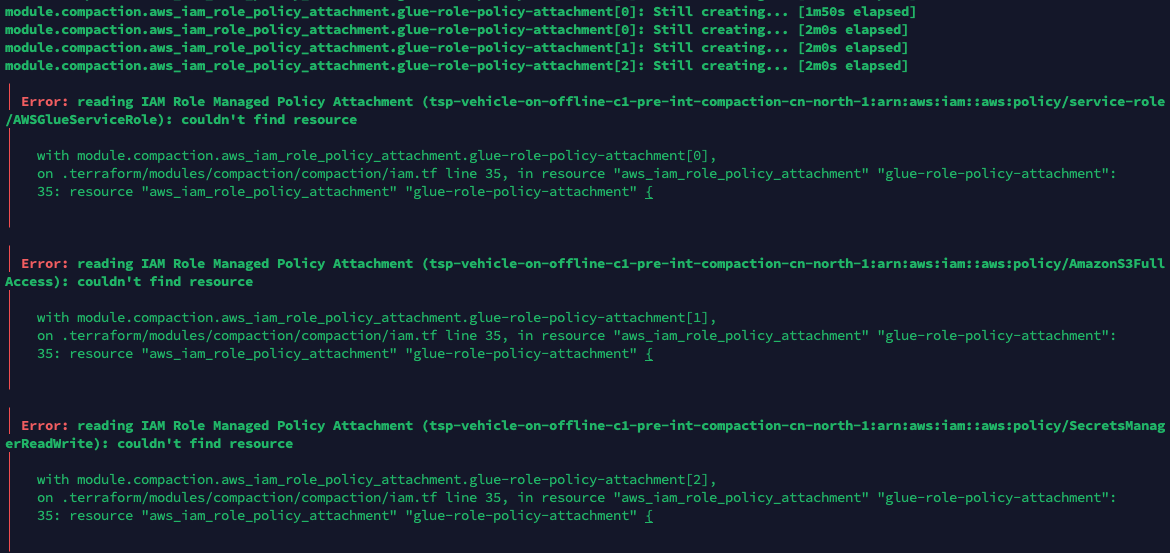 module.compaction.aws_iam_role_policy_attachment.glue-role-policy-attachment[0]: Still creating... [1m50s elapsed]
module.compaction.aws_iam_role_policy_attachment.glue-role-policy-attachment[0]: Still creating... [2m0s elapsed]
module.compaction.aws_iam_role_policy_attachment.glue-role-policy-attachment[1]: Still creating... [2m0s elapsed]
module.compaction.aws_iam_role_policy_attachment.glue-role-policy-attachment[2]: Still creating... [2m0s elapsed]
Error: reading IAM Role Managed Policy Attachment (tsp-vehicle-on-offline-c1-pre-int-compaction-cn-north-1:arn:aws:iam::aws:policy/service-role
/AWSGlueServiceRole): couldn't find resource
with module.compaction.aws_iam_role_policy_attachment.glue-role-policy-attachment[0],
on .terraform/modules/compaction/compaction/iam.tf line 35, in resource "aws_iam_role_policy_attachment" "glue-role-policy-attachment":
35: resource "aws_iam_role_policy_attachment" "glue-role-policy-attachment" {
Error: reading IAM Role Managed Policy Attachment (tsp-vehicle-on-offline-c1-pre-int-compaction-cn-north-1:arn:aws:iam::aws:policy/AmazonS3Full
Access): couldn't find resource
with module.compaction.aws_iam_role_policy_attachment.glue-role-policy-attachment[1],
on .terraform/modules/compaction/compaction/iam.tf line 35, in resource "aws_iam_role_policy_attachment" "glue-role-policy-attachment":
35: resource "aws_iam_role_policy_attachment" "glue-role-policy-attachment" {
Error: reading IAM Role Managed Policy Attachment (tsp-vehicle-on-offline-c1-pre-int-compaction-cn-north-1:arn:aws:iam::aws:policy/SecretsManag
erReadWrite): couldn't find resource
with module.compaction.aws_iam_role_policy_attachment.glue-role-policy-attachment[2],
on .terraform/modules/compaction/compaction/iam.tf line 35, in resource "aws_iam_role_policy_attachment" "glue-role-policy-attachment":
35: resource "aws_iam_role_policy_attachment" "glue-role-policy-attachment" {